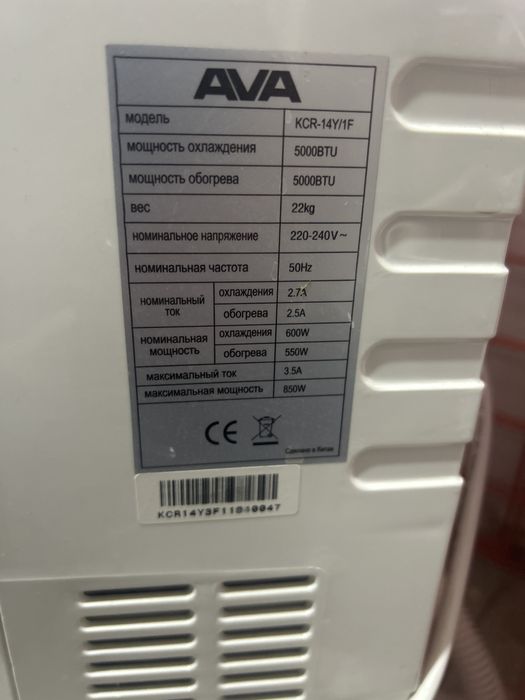 AVA
модель KCR-14Y/1F
мощность охлаждения 5000BTU
мощность обогрева 5000BTU
вес 22kg
номинальное напряжение 220-240V~
номинальная частота 50Hz
номинальный ток охлаждения 2.7A
обогрева 2.5A
номинальная мощность охлаждения 600W
обогрева 550W
максимальный ток 3.5A
максимальная мощность 850W
CE
Сделано в Китае